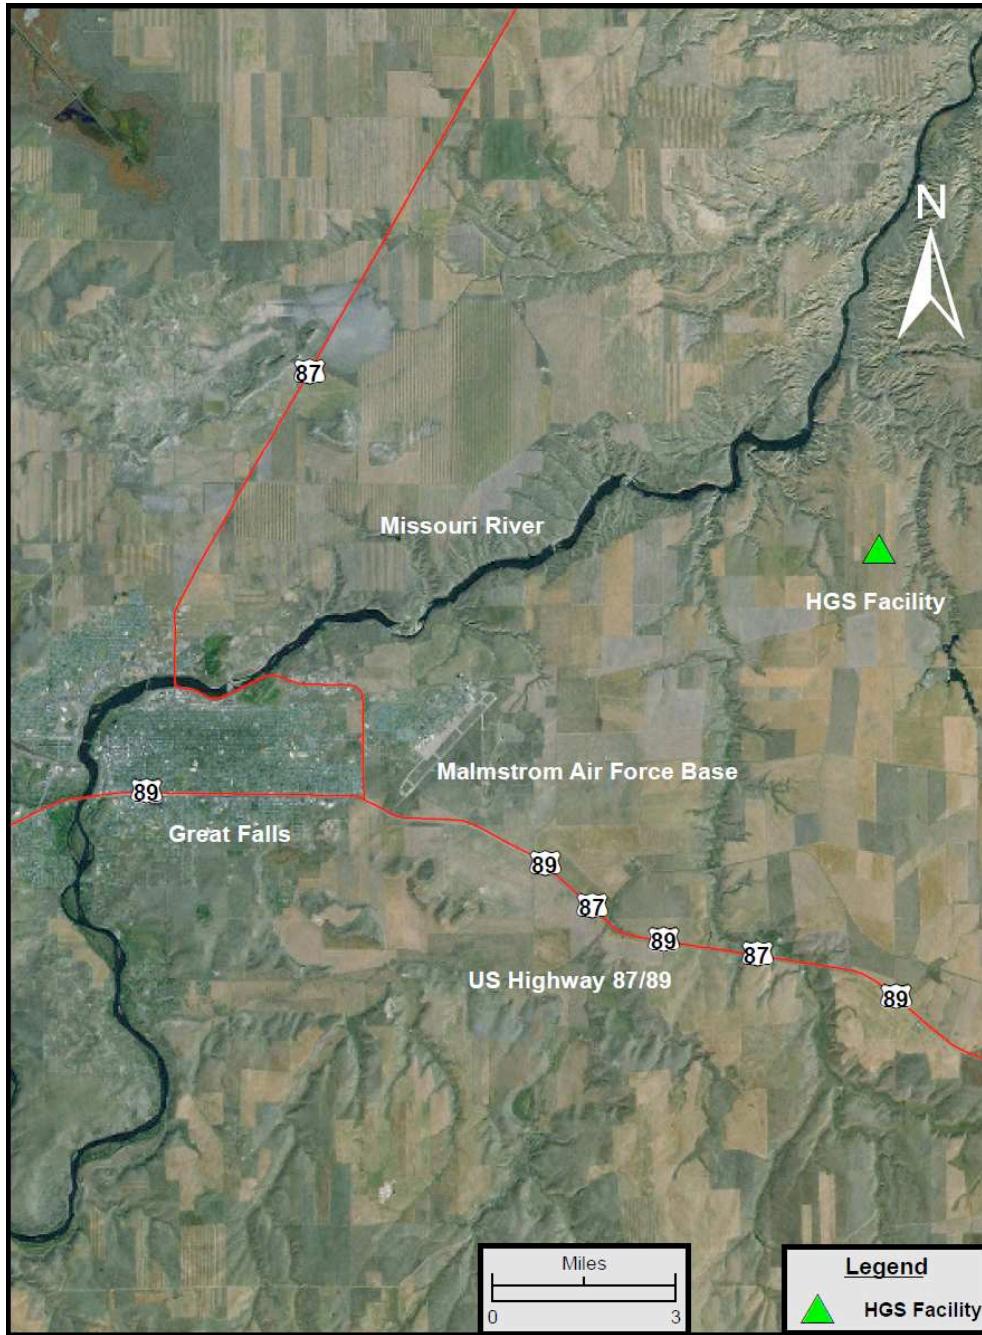 N
87
Missouri River
HGS Facility
Malmstrom Air Force Base
89
Great Falls
89
87
89
87
US Highway 87/89
89
Miles
0 3
Legend
HGS Facility